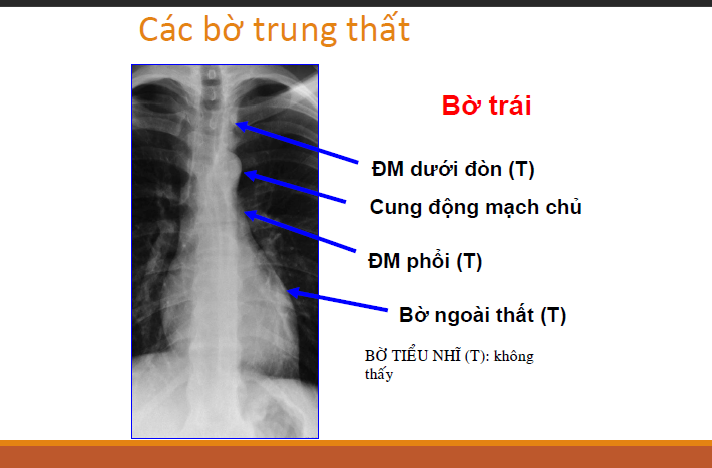 Các bờ trung thất
Bờ trái
ĐM dưới đòn (T)
Cung động mạch chủ
ĐM phổi (T)
Bờ ngoài thất (T)
BỜ TIỂU NHĨ (T): không
thấy